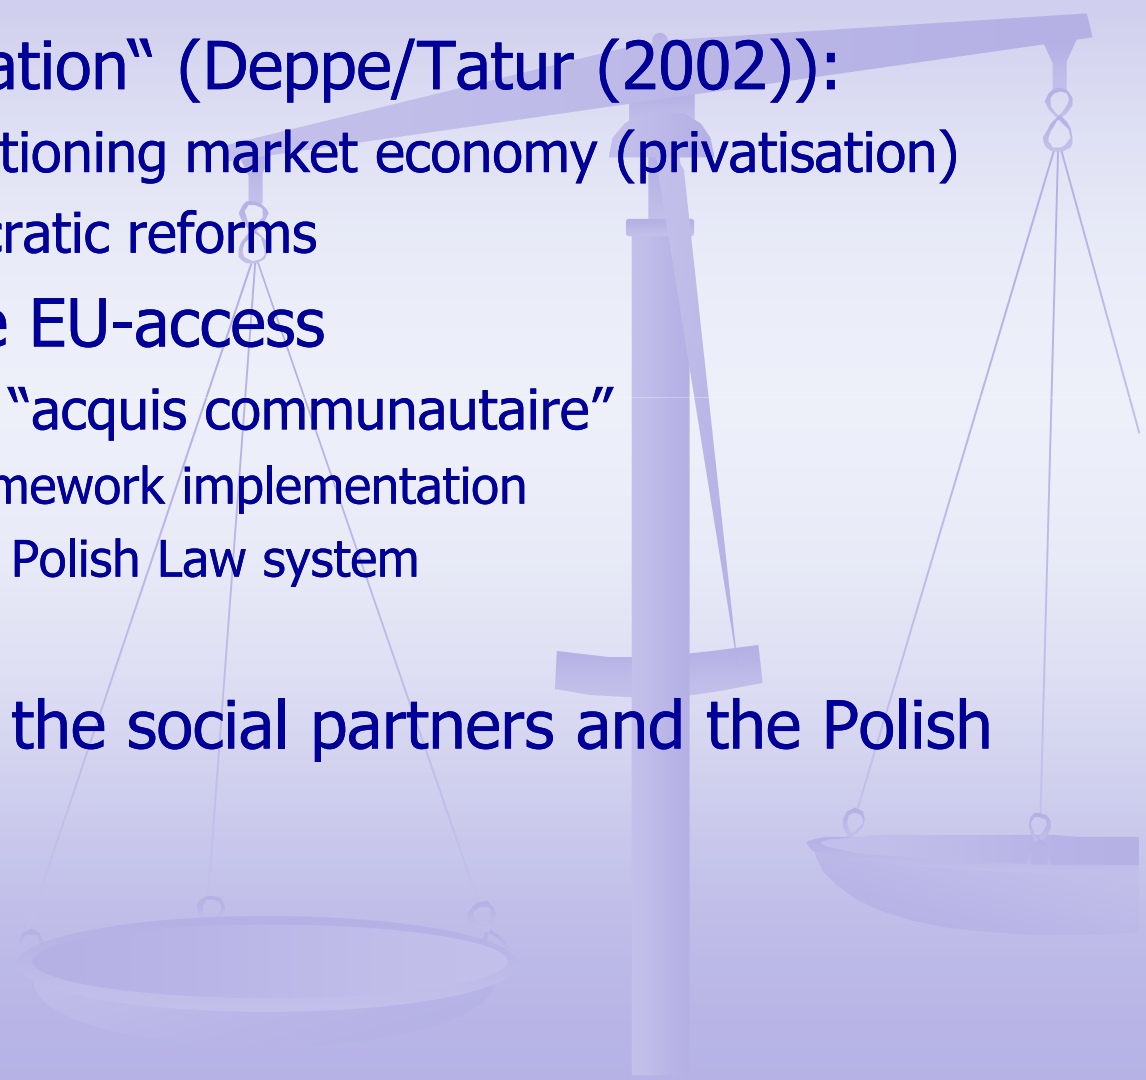 ation“ (Deppe/Tatur (2002)):
tioning market economy (privatisation)
cratic reforms
e EU-access
“acquis communautaire”
mework implementation
Polish Law system
the social partners and the Polish